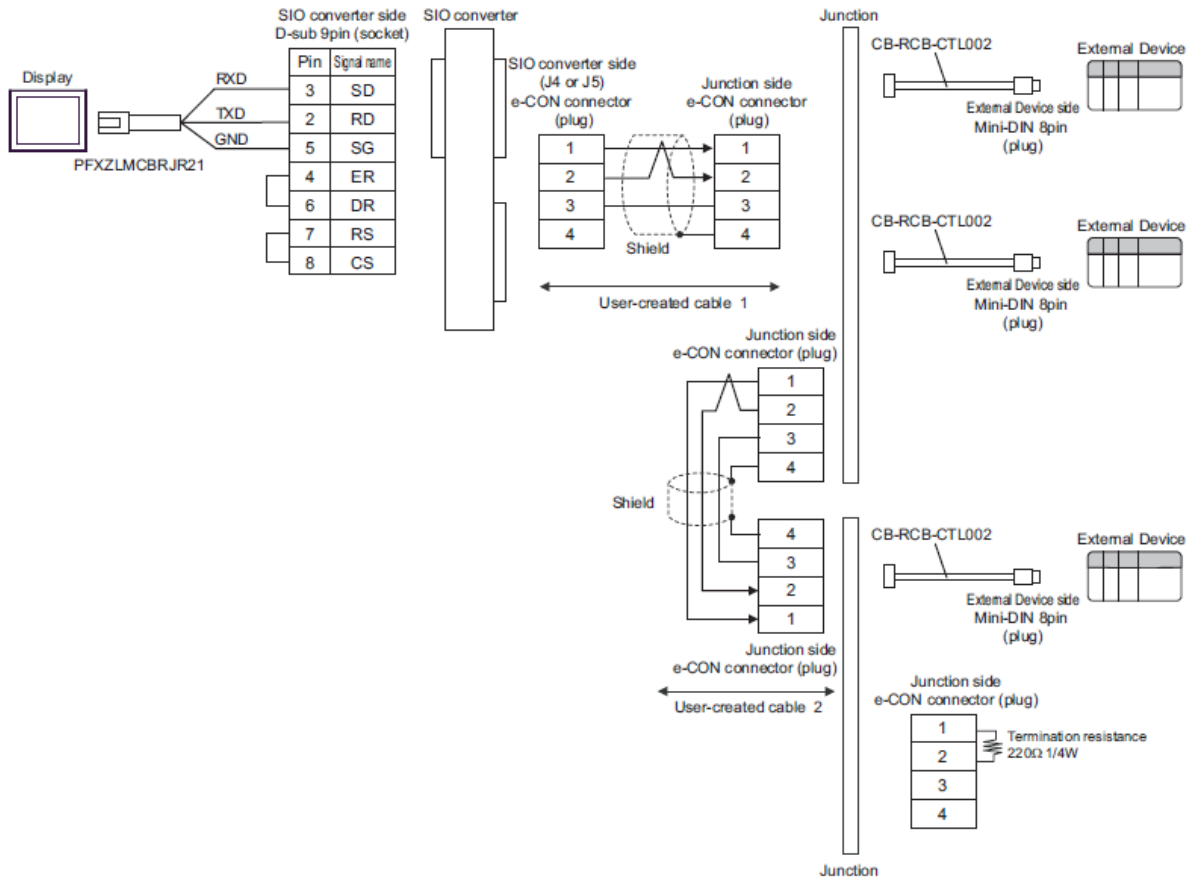 SIO converter side
D-sub 9pin (socket)
SIO converter
Junction
Display
Pin Signal name
RXD
3 SD
TXD
2 RD
GND
5 SG
4 ER
6 DR
7 RS
8 CS
PFXZLMCBRJR21
SIO converter side
(J4 or J5)
e-CON connector
(plug)
1
2
3
4
Junction side
e-CON connector
(plug)
1
2
3
4
Shield
User-created cable 1
CB-RCB-CTL002
External Device
External Device side
Mini-DIN 8pin
(plug)
CB-RCB-CTL002
External Device
External Device side
Mini-DIN 8pin
(plug)
Junction side
e-CON connector (plug)
1
2
3
4
Shield
4
3
2
1
Junction side
e-CON connector (plug)
User-created cable 2
CB-RCB-CTL002
External Device
External Device side
Mini-DIN 8pin
(plug)
Junction side
e-CON connector (plug)
1
2
3
4
Termination resistance
220Ω 1/4W
Junction